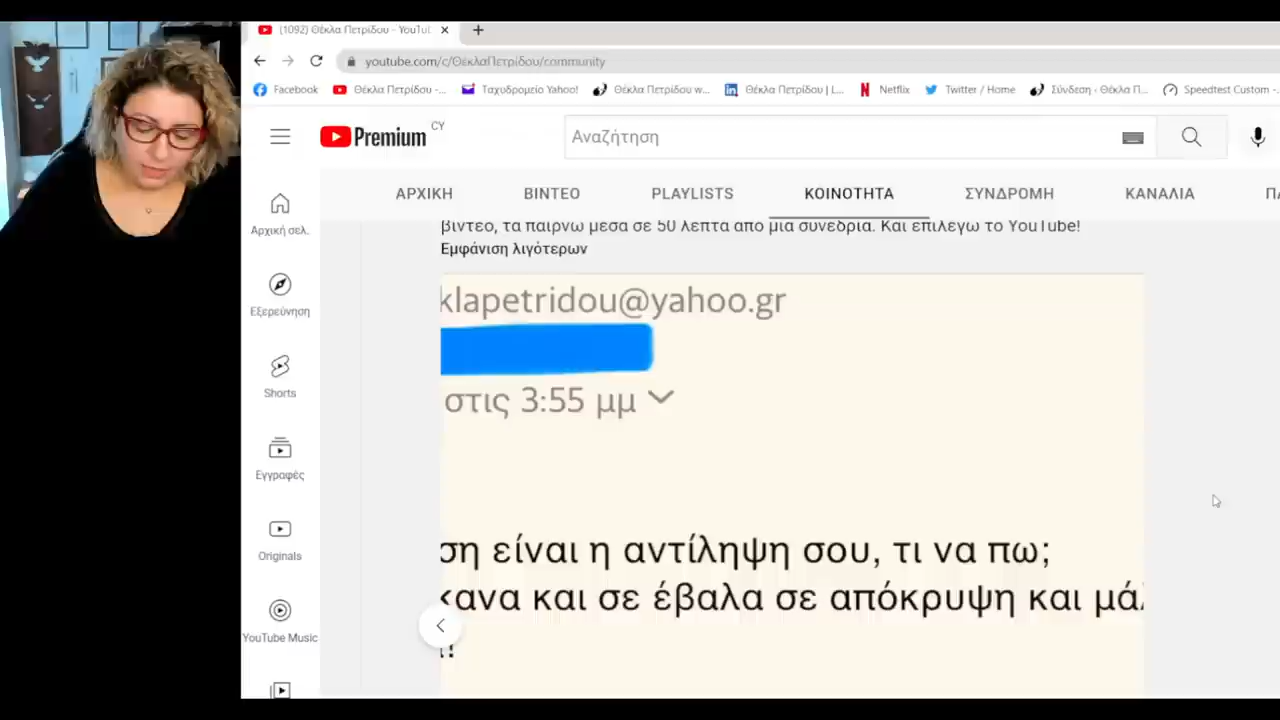 (1092) Θέκλα Πετρίδου - YouTu
youtube.com/c/ΘέκλαΠετρίδου/community
Facebook Θέκλα Πετρίδου -... Ταχυδρομείο Yahoo! Θέκλα Πετρίδου w... Θέκλα Πετρίδου | L... Netflix Twitter / Home Σύνδεση ‹ Θέκλα Π... Speedtest Custom -
Premium CY
Αναζήτηση
ΑΡΧΙΚΗ ΒΙΝΤΕΟ PLAYLISTS ΚΟΙΝΟΤΗΤΑ ΣΥΝΔΡΟΜΗ ΚΑΝΑΛΙΑ
Αρχική σελ.
Εξερεύνηση
Shorts
Εγγραφές
Originals
YouTube Music
βίντεο, τα παίρνω μέσα σε 50 λεπτά από μια συνεδρία. Και επιλέγω το YouTube!
Εμφάνιση λιγότερων
klapetridou@yahoo.gr
στις 3:55 μμ
ση είναι η αντίληψη σου, τι να πω;
κανα και σε έβαλα σε απόκρυψη και μάλ